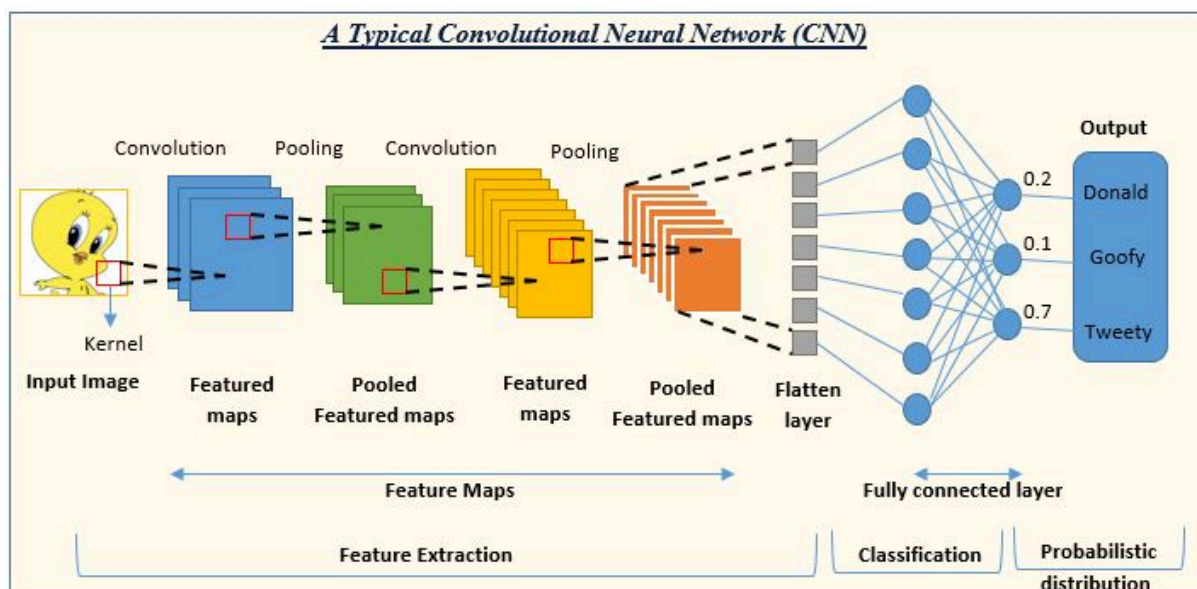 A Typical Convolutional Neural Network (CNN)
Convolution
Pooling
Convolution
Pooling
Output
0.2
Donald
0.1
Goofy
0.7
Tweety
Kernel
Input Image
Featured
maps
Pooled
Featured maps
Featured
maps
Pooled
Featured maps
Flatten
layer
Feature Maps
Fully connected layer
Feature Extraction
Classification
Probabilistic
distribution